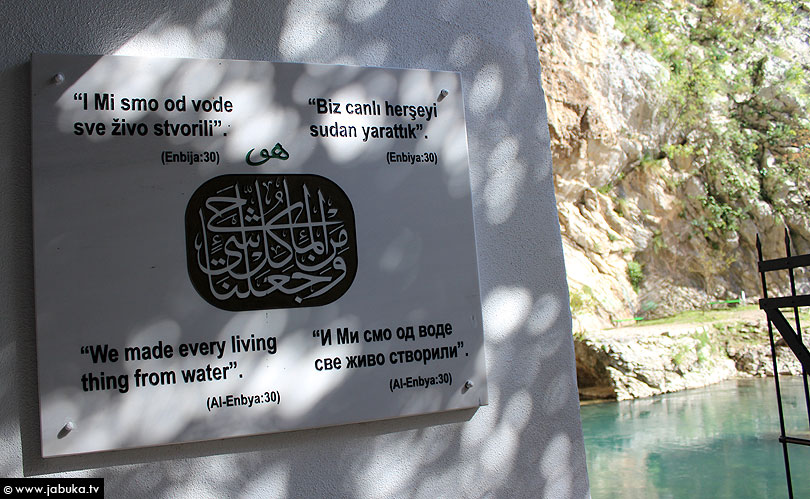 “I Mi smo od vode
sve živo stvorili”.
(Enbija:30)
“Biz canlı herşeyi
sudan yarattık”.
(Enbiya:30)
هو
وجعلنا من الماء كل شيء حي
“We made every living
thing from water”.
(Al-Enbya:30)
“И Ми смо од воде
све живо створили”.
(Al-Enbya:30)
© www.jabuka.tv